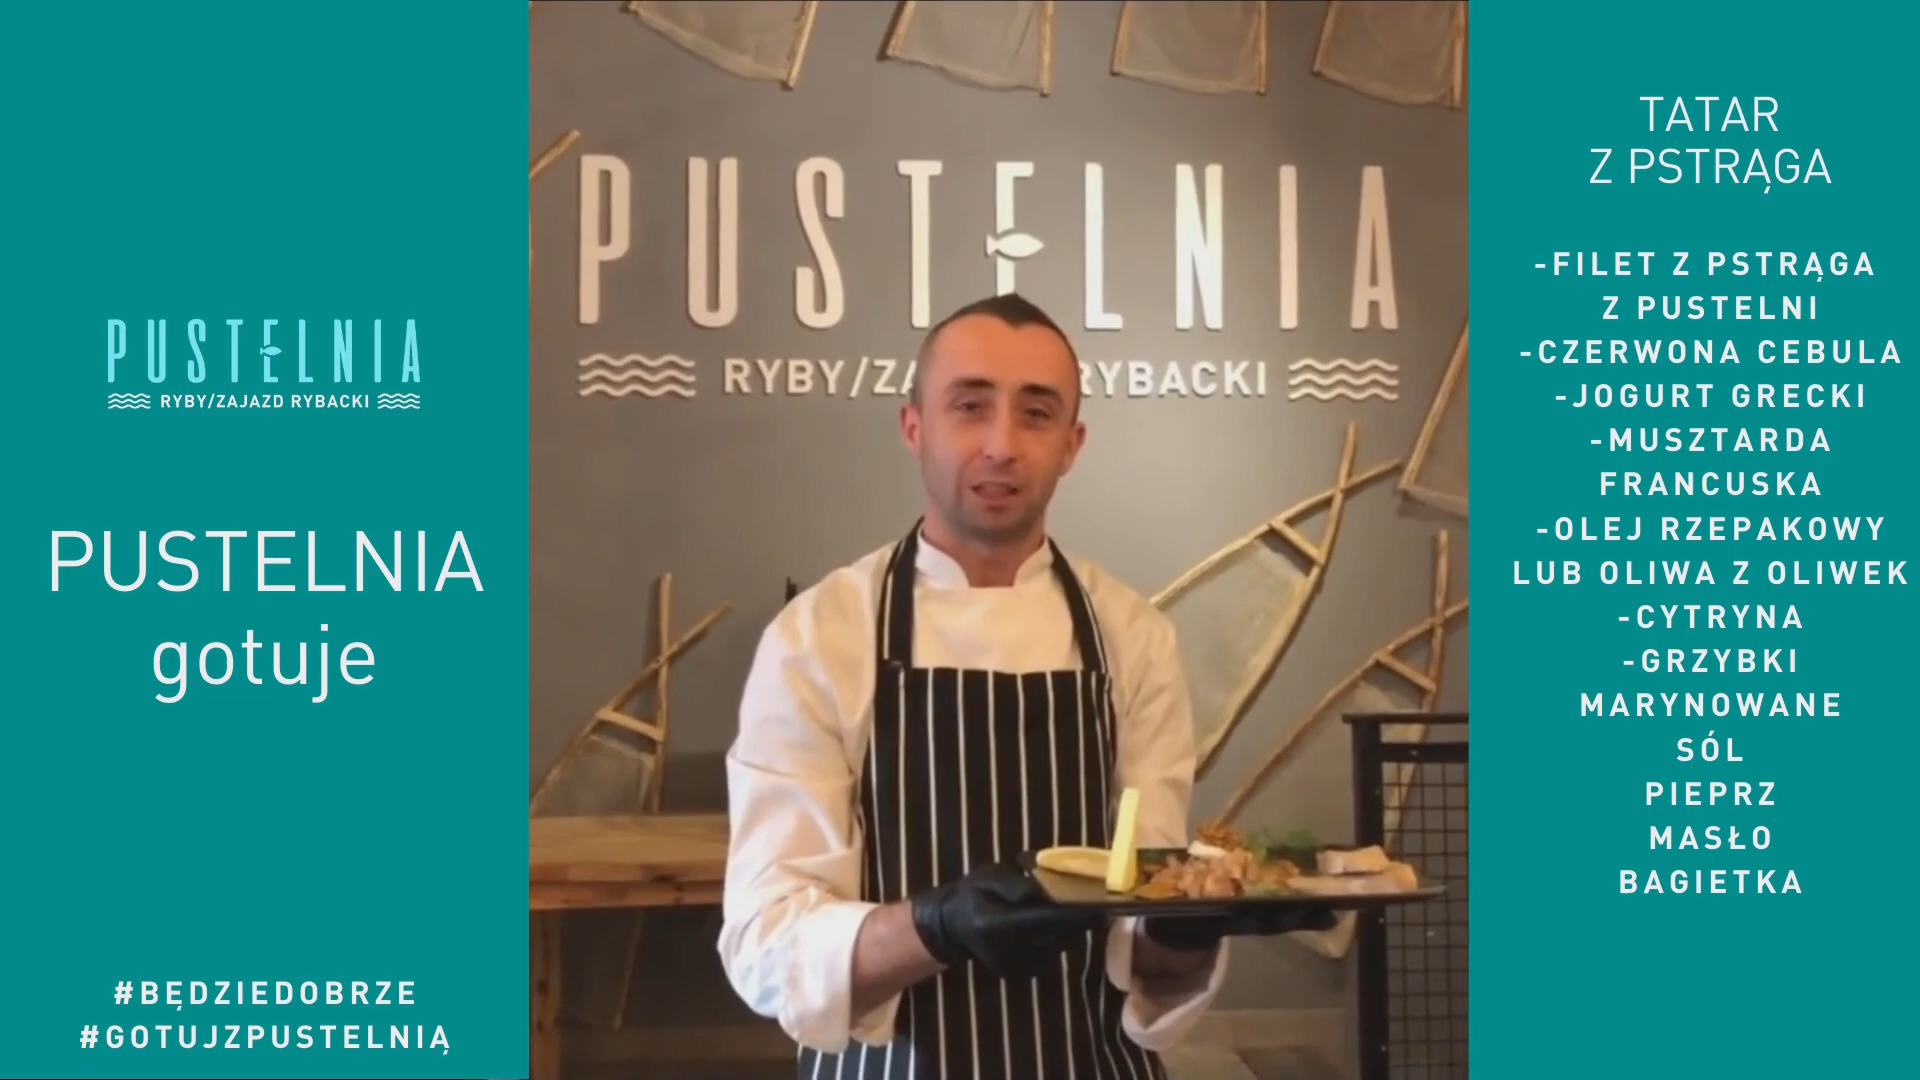 PUSTELNIA
RYBY/ZAJAZD RYBACKI
PUSTELNIA
gotuje
#BĘDZIEDOBRZE
#GOTUJZPUSTELNIĄ
PUSTELNIA
RYBY/ZA RYBACKI
TATAR
Z PSTRĄGA
-FILET Z PSTRĄGA
Z PUSTELNI
-CZERWONA CEBULA
-JOGURT GRECKI
-MUSZTARDA
FRANCUSKA
-OLEJ RZEPAKOWY
LUB OLIWA Z OLIWEK
-CYTRYNA
-GRZYBKI
MARYNOWANE
SÓL
PIEPRZ
MASŁO
BAGIETKA